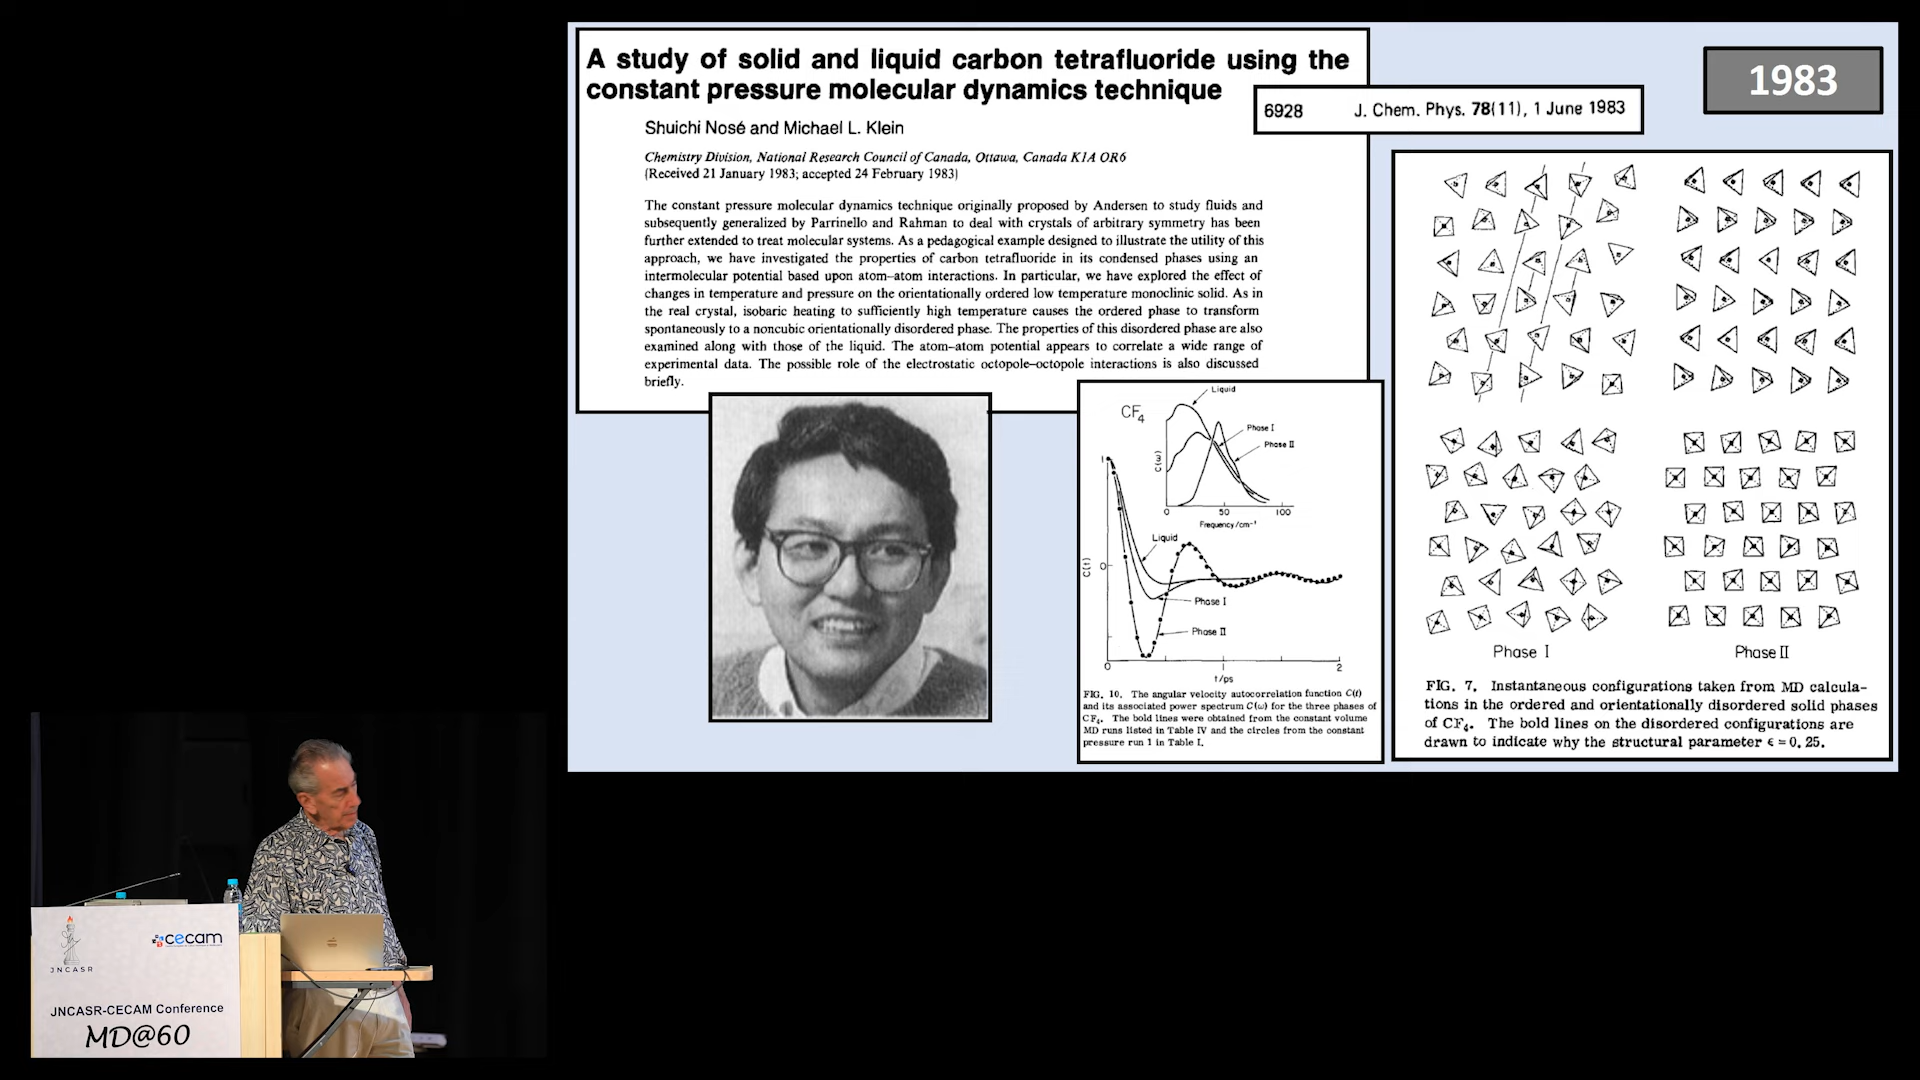 A study of solid and liquid carbon tetrafluoride using the
constant pressure molecular dynamics technique
Shuichi Nosé and Michael L. Klein
Chemistry Division, National Research Council of Canada, Ottawa, Canada K1A OR6
(Received 21 January 1983; accepted 24 February 1983)
The constant pressure molecular dynamics technique originally proposed by Andersen to study fluids and
subsequently generalized by Parrinello and Rahman to deal with crystals of arbitrary symmetry has been
further extended to treat molecular systems. As a pedagogical example designed to illustrate the utility of this
approach, we have investigated the properties of carbon tetrafluoride in its condensed phases using an
intermolecular potential based upon atom–atom interactions. In particular, we have explored the effect of
changes in temperature and pressure on the orientationally ordered low temperature monoclinic solid. As in
the real crystal, isobaric heating to sufficiently high temperature causes the ordered phase to transform
spontaneously to a noncubic orientationally disordered phase. The properties of this disordered phase are also
examined along with those of the liquid. The atom–atom potential appears to correlate a wide range of
experimental data. The possible role of the electrostatic octopole–octopole interactions is also discussed
briefly.
6928 J. Chem. Phys. 78(11), 1 June 1983
1983
CF4
Liquid
Phase I
Phase II
C(ω)
0 50 100
Frequency/cm⁻¹
1
Liquid
C(t)
0
Phase I
Phase II
0 1 2
t/ps
FIG. 10. The angular velocity autocorrelation function C(t)
and its associated power spectrum C(ω) for the three phases of
CF4. The bold lines were obtained from the constant volume
MD runs listed in Table IV and the circles from the constant
pressure run 1 in Table I.
Phase I Phase II
FIG. 7. Instantaneous configurations taken from MD calcula-
tions in the ordered and orientationally disordered solid phases
of CF4. The bold lines on the disordered configurations are
drawn to indicate why the structural parameter ε = 0.25.
JNCASR
cecam
JNCASR-CECAM Conference
MD@60